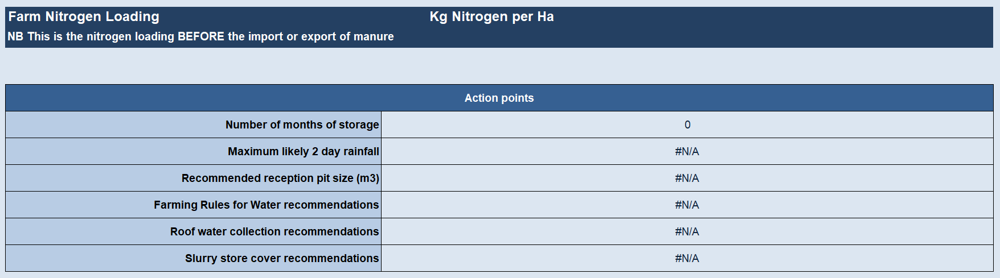 Farm Nitrogen Loading Kg Nitrogen per Ha
NB This is the nitrogen loading BEFORE the import or export of manure
Action points
Number of months of storage 0
Maximum likely 2 day rainfall #N/A
Recommended reception pit size (m3) #N/A
Farming Rules for Water recommendations #N/A
Roof water collection recommendations #N/A
Slurry store cover recommendations #N/A